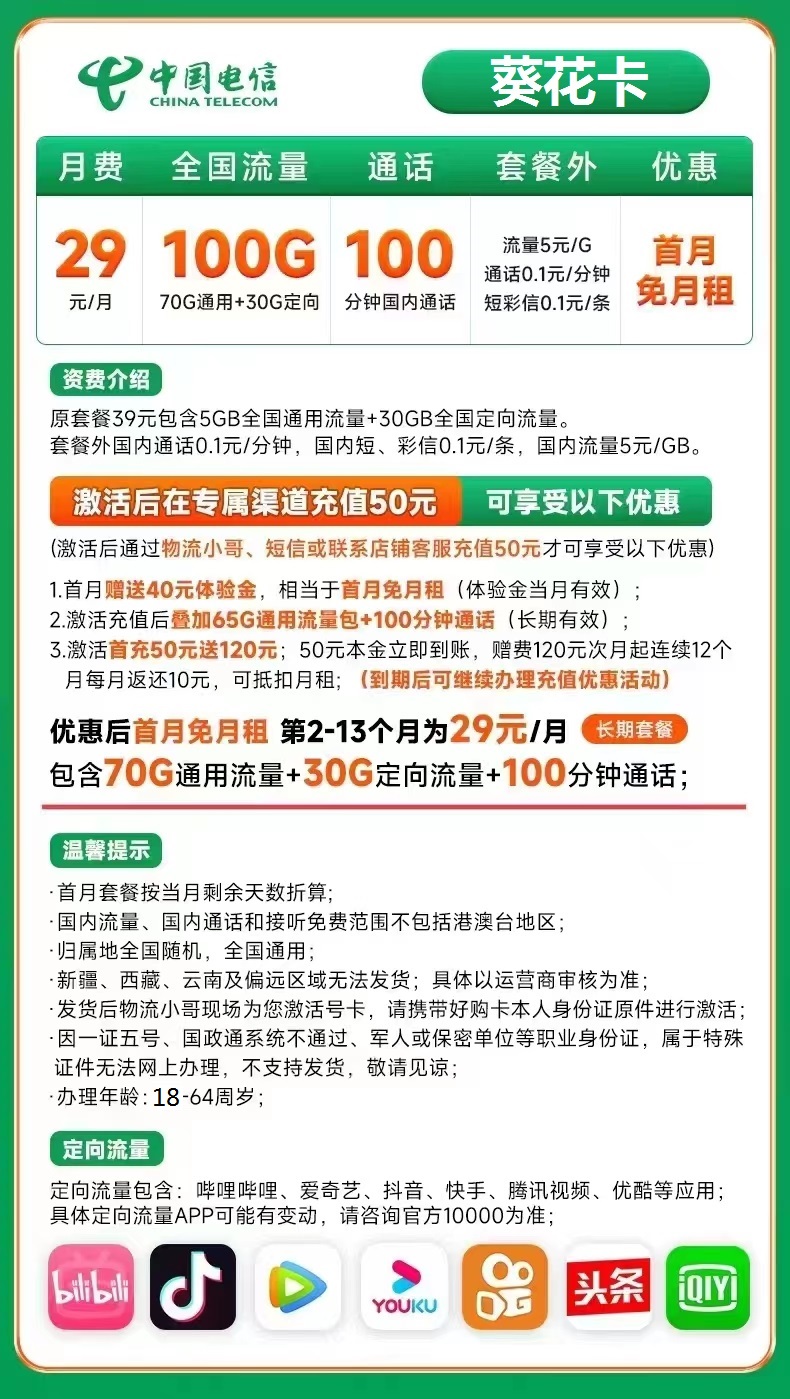 中国电信
CHINA TELECOM
葵花卡
月费 全国流量 通话 套餐外 优惠
29
元/月
100G
70G通用+30G定向
100
分钟国内通话
流量5元/G
通话0.1元/分钟
短彩信0.1元/条
首月
免月租
资费介绍
原套餐39元包含5GB全国通用流量+30GB全国定向流量。
套餐外国内通话0.1元/分钟，国内短、彩信0.1元/条，国内流量5元/GB。
激活后在专属渠道充值50元 可享受以下优惠
(激活后通过物流小哥、短信或联系店铺客服充值50元才可享受以下优惠)
1.首月赠送40元体验金，相当于首月免月租（体验金当月有效）；
2.激活充值后叠加65G通用流量包+100分钟通话（长期有效）；
3.激活首充50元送120元；50元本金立即到账，赠费120元次月起连续12个
月每月返还10元，可抵扣月租；（到期后可继续办理充值优惠活动）
优惠后首月免月租 第2-13个月为29元/月 长期套餐
包含70G通用流量+30G定向流量+100分钟通话；
温馨提示
·首月套餐按当月剩余天数折算；
·国内流量、国内通话和接听免费范围不包括港澳台地区；
·归属地全国随机，全国通用；
·新疆、西藏、云南及偏远区域无法发货；具体以运营商审核为准；
·发货后物流小哥现场为您激活号卡，请携带好购卡本人身份证原件进行激活；
·因一证五号、国政通系统不通过、军人或保密单位等职业身份证，属于特殊
证件无法网上办理，不支持发货，敬请见谅；
·办理年龄：18-64周岁；
定向流量
定向流量包含：哔哩哔哩、爱奇艺、抖音、快手、腾讯视频、优酷等应用；
具体定向流量APP可能有变动，请咨询官方10000为准；
bilibili
YOUKU
头条
iQIYI